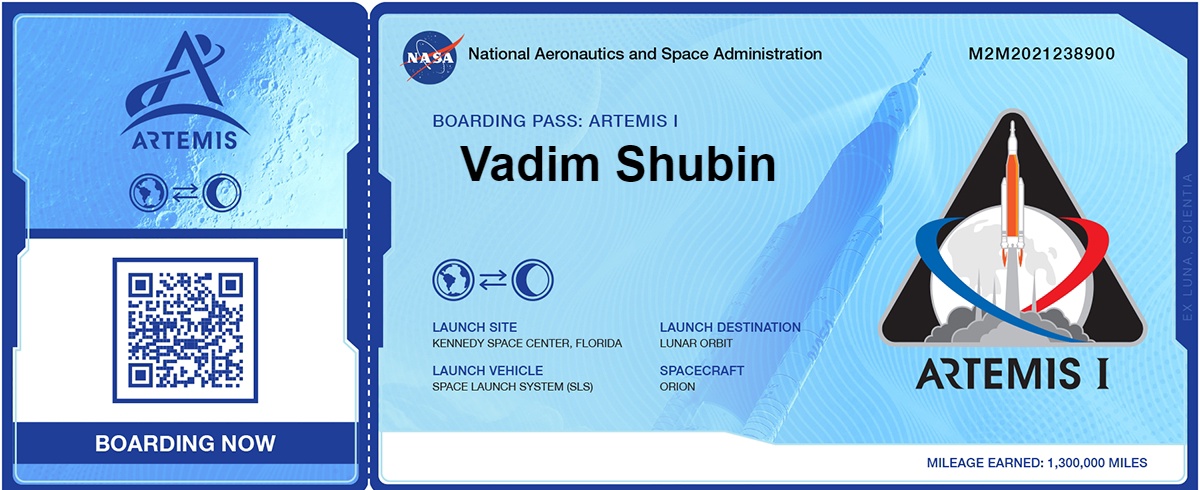 ARTEMIS
BOARDING NOW
NASA
National Aeronautics and Space Administration
M2M2021238900
BOARDING PASS: ARTEMIS I
Vadim Shubin
LAUNCH SITE
KENNEDY SPACE CENTER, FLORIDA
LAUNCH DESTINATION
LUNAR ORBIT
LAUNCH VEHICLE
SPACE LAUNCH SYSTEM (SLS)
SPACECRAFT
ORION
ARTEMIS I
EX LUNA, SCIENTIA
MILEAGE EARNED: 1,300,000 MILES